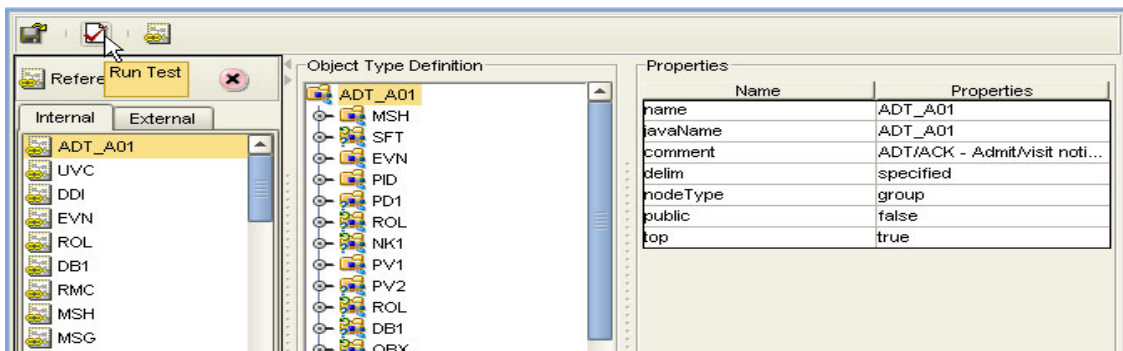 Run Test
Refere
Internal External
ADT_A01
UVC
DDI
EVN
ROL
DB1
RMC
MSH
MSG
Object Type Definition
ADT_A01
MSH
SFT
EVN
PID
PD1
ROL
NK1
PV1
PV2
ROL
DB1
OBX
Properties
Name Properties
name ADT_A01
javaName ADT_A01
comment ADT/ACK - Admit/visit noti...
delim specified
nodeType group
public false
top true